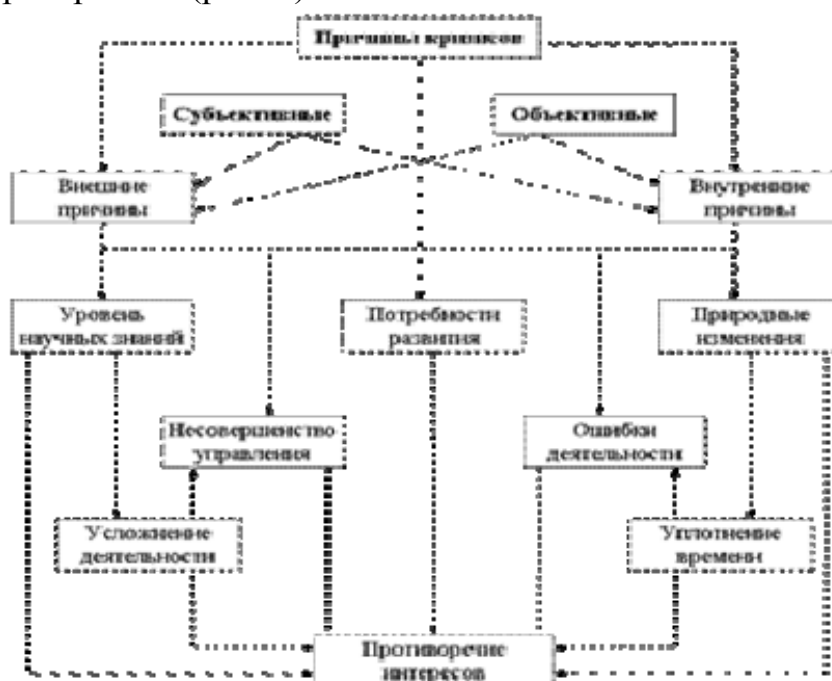 Причины кризисов
Субъективные
Объективные
Внешние
причины
Внутренние
причины
Уровень
научных знаний
Потребности
развития
Природные
изменения
Несовершенство
управления
Ошибки
деятельности
Усложнение
деятельности
Уплотнение
времени
Противоречие
интересов